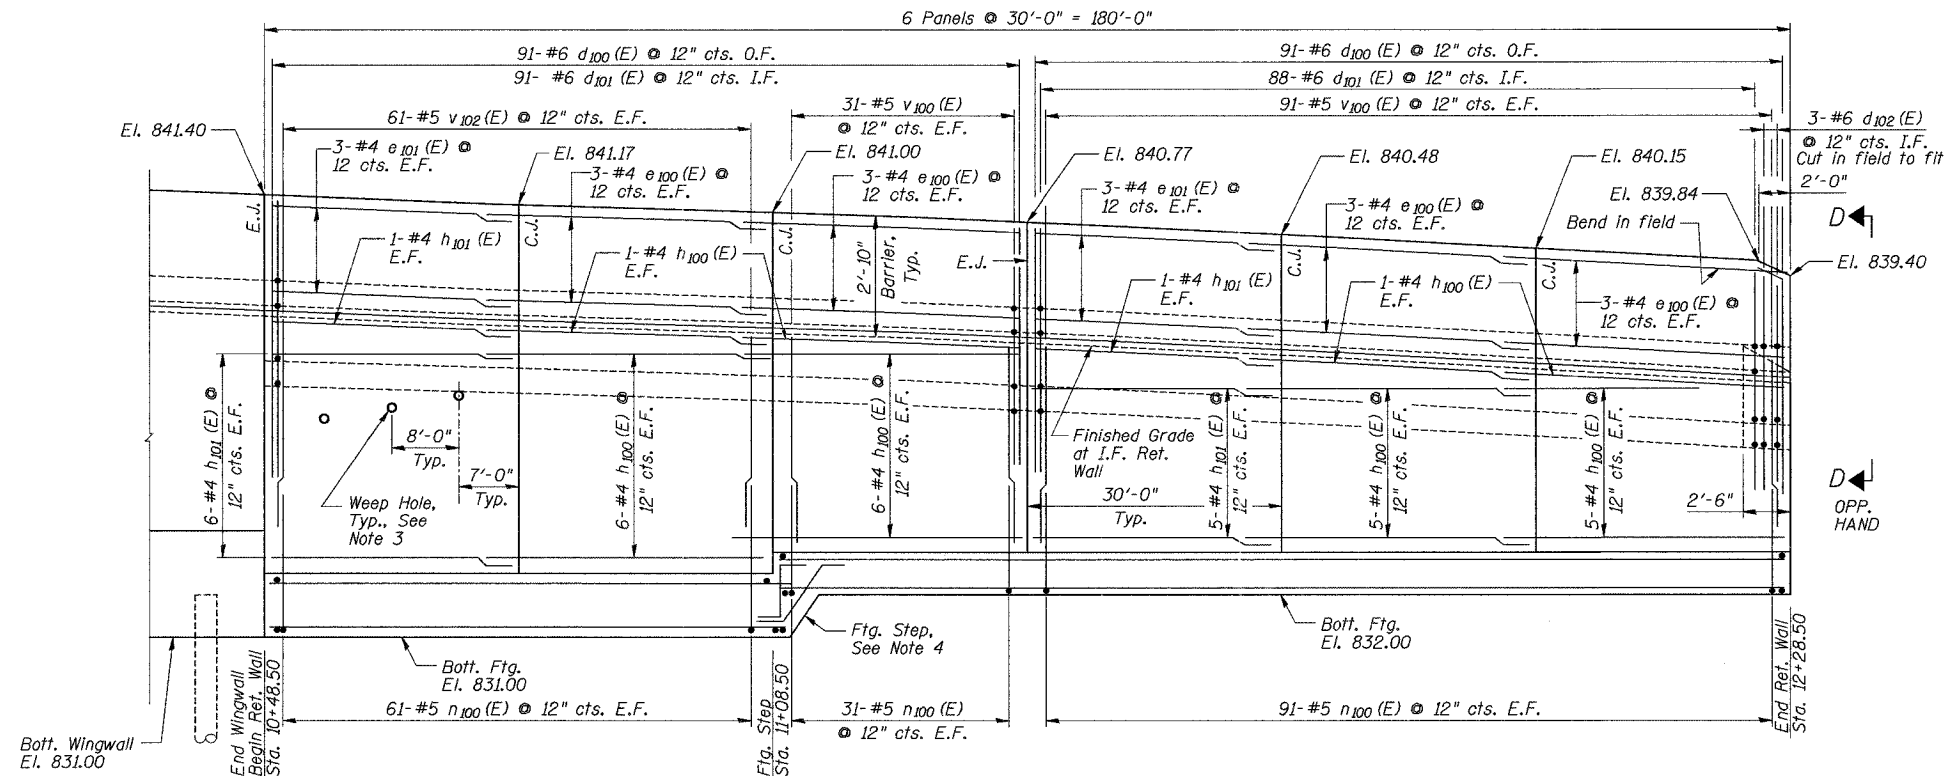 6 Panels @ 30'-0" = 180'-0"
91-#6 d100(E) @ 12" cts. O.F.
91- #6 d101(E) @ 12" cts. I.F.
91-#6 d100(E) @ 12" cts. O.F.
88-#6 d101(E) @ 12" cts. I.F.
91-#5 v100(E) @ 12" cts. E.F.
61-#5 v102(E) @ 12" cts. E.F.
31-#5 v100(E)
@ 12" cts. E.F.
3-#6 d102(E)
@ 12" cts. I.F.
Cut in field to fit
2'-0"
El. 841.40
3-#4 e101(E) @
12 cts. E.F.
El. 841.17
3-#4 e100(E) @
12 cts. E.F.
El. 841.00
3-#4 e100(E) @
12 cts. E.F.
El. 840.77
3-#4 e101(E) @
12 cts. E.F.
El. 840.48
3-#4 e100(E) @
12 cts. E.F.
El. 840.15
El. 839.84
Bend in field
D
El. 839.40
E.J.
C.J.
C.J.
E.J.
C.J.
C.J.
1-#4 h101(E)
E.F.
1-#4 h100(E)
E.F.
2'-10"
Barrier,
Typ.
1-#4 h101(E)
E.F.
1-#4 h100(E)
E.F.
3-#4 e100(E) @
12 cts. E.F.
6-#4 h101(E) @
12" cts. E.F.
8'-0"
Typ.
7'-0"
Typ.
Weep Hole,
Typ., See
Note 3
6-#4 h100(E) @
12" cts. E.F.
6-#4 h100(E) @
12" cts. E.F.
Finished Grade
at I.F. Ret.
Wall
30'-0"
Typ.
5-#4 h101(E) @
12" cts. E.F.
5-#4 h100(E) @
12" cts. E.F.
5-#4 h100(E) @
12" cts. E.F.
2'-6"
D
OPP.
HAND
Ftg. Step,
See Note 4
Bott. Ftg.
El. 832.00
Bott. Ftg.
El. 831.00
Bott. Wingwall
El. 831.00
End Wingwall
Begin Ret. Wall
Sta. 10+48.50
61-#5 n100(E) @ 12" cts. E.F.
Ftg. Step
Sta. 11+08.50
31-#5 n100(E)
@ 12" cts. E.F.
91-#5 n100(E) @ 12" cts. E.F.
End Ret. Wall
Sta. 12+28.50